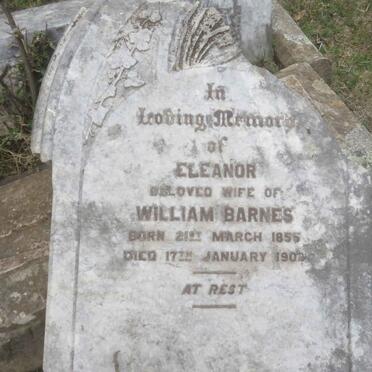 In
Loving Memory
of
ELEANOR
BELOVED WIFE OF
WILLIAM BARNES
BORN 21ST MARCH 1855
DIED 17TH JANUARY
AT REST